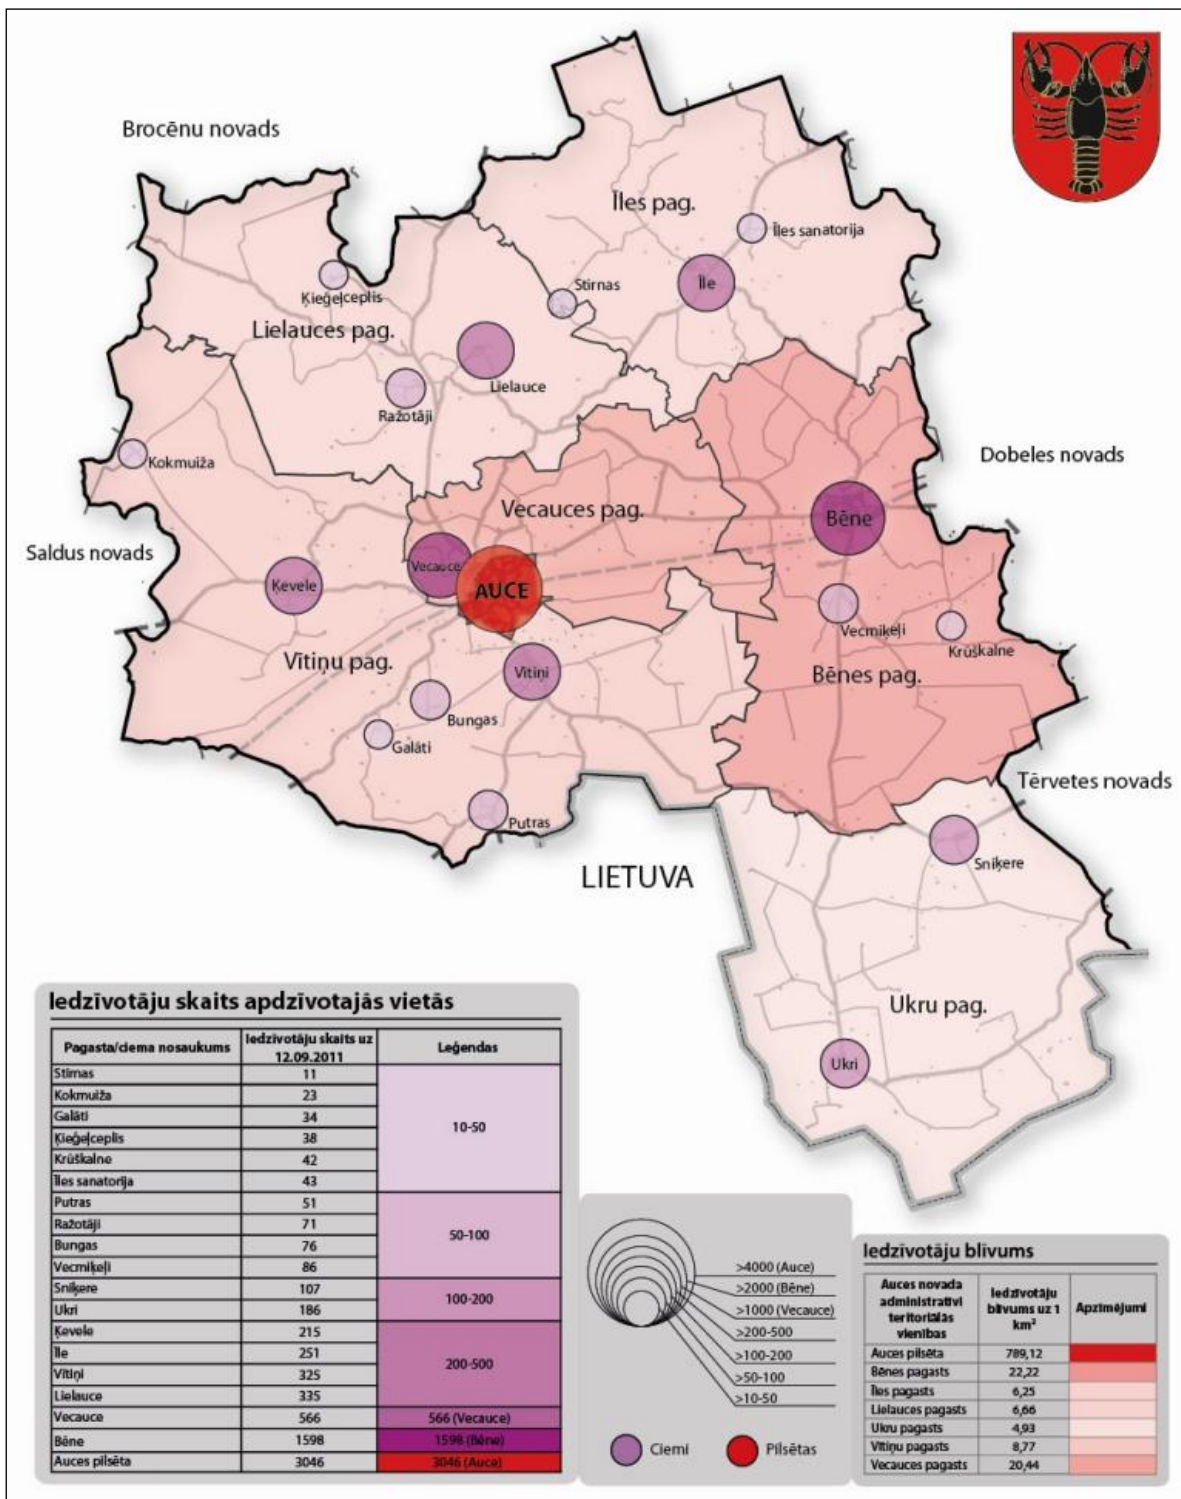 Brocēnu novads
Īles pag.
Īles sanatorija
Īle
Ķieģeļceplis
Stirnas
Lielauces pag.
Lielauce
Ražotāji
Kokmuiža
Dobeles novads
Vecauces pag.
Bēne
Saldus novads
Vecauce
Ķevele
AUCE
Vecmiķeļi
Krūškalne
Vītiņu pag.
Vītiņi
Bēnes pag.
Bungas
Galāti
Tērvetes novads
Putras
Sniķere
LIETUVA
Ukru pag.
Ukri
Iedzīvotāju skaits apdzīvotajās vietās
Pagasta/ciema nosaukums Iedzīvotāju skaits uz 12.09.2011 Leģendas
Stirnas 11
Kokmuiža 23
Galāti 34
10-50
Ķieģeļceplis 38
Krūškalne 42
Īles sanatorija 43
Putras 51
Ražotāji 71
50-100
Bungas 76
Vecmiķeļi 86
Sniķere 107
100-200
Ukri 186
Ķevele 215
Īle 251
200-500
Vītiņi 325
Lielauce 335
Vecauce 566 566 (Vecauce)
Bēne 1598 1598 (Bēne)
Auces pilsēta 3046 3046 (Auce)
>4000 (Auce)
>2000 (Bēne)
>1000 (Vecauce)
>200-500
>100-200
>50-100
>10-50
Ciemi
Pilsētas
Iedzīvotāju blīvums
Auces novada administratīvi teritoriālās vienības Iedzīvotāju blīvums uz 1 km² Apzīmējumi
Auces pilsēta 789,12
Bēnes pagasts 22,22
Īles pagasts 6,25
Lielauces pagasts 6,66
Ukru pagasts 4,93
Vītiņu pagasts 8,77
Vecauces pagasts 20,44